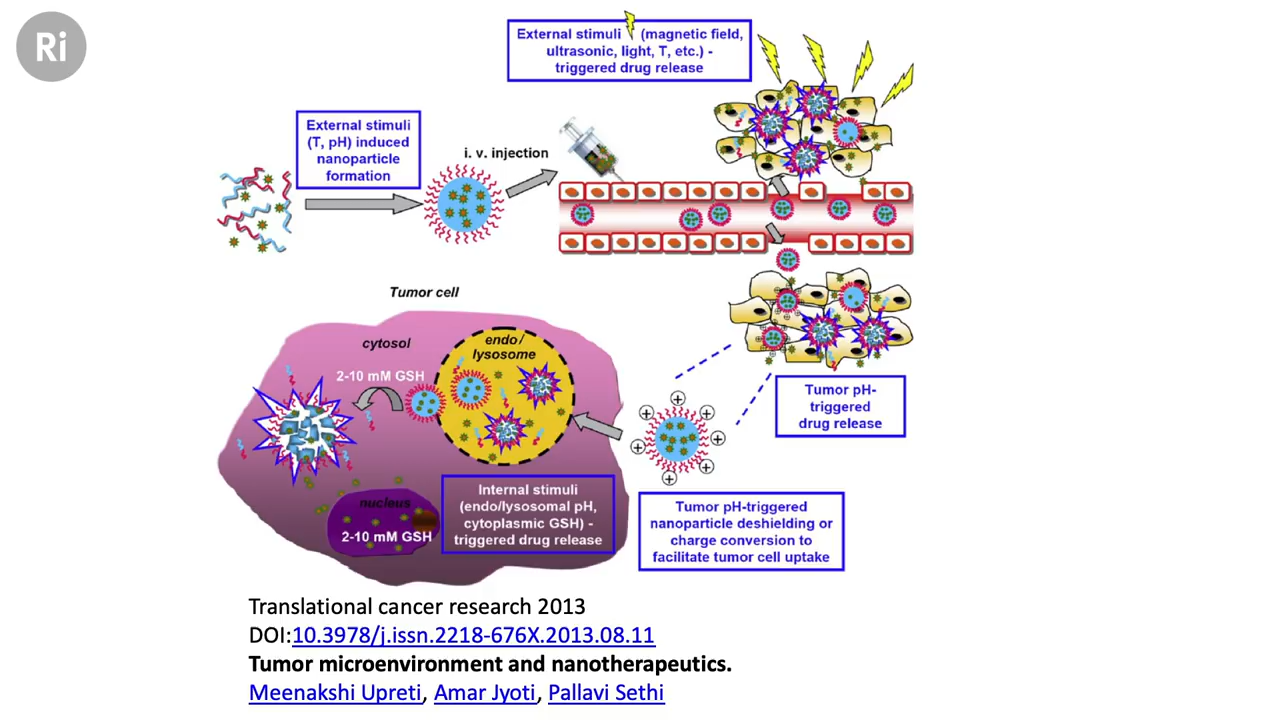 Ri
External stimuli (magnetic field,
ultrasonic, light, T, etc.) -
triggered drug release
External stimuli
(T, pH) induced
nanoparticle
formation
i. v. injection
Tumor cell
cytosol
endo/
lysosome
2-10 mM GSH
Tumor pH-
triggered
drug release
nucleus
2-10 mM GSH
Internal stimuli
(endo/lysosomal pH,
cytoplasmic GSH) -
triggered drug release
Tumor pH-triggered
nanoparticle deshielding or
charge conversion to
facilitate tumor cell uptake
Translational cancer research 2013
DOI:10.3978/j.issn.2218-676X.2013.08.11
Tumor microenvironment and nanotherapeutics.
Meenakshi Upreti, Amar Jyoti, Pallavi Sethi